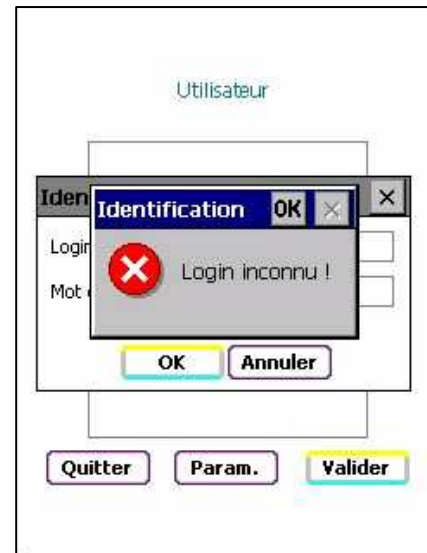 Utilisateur
Iden
Identification OK
Login
Login inconnu !
Mot
OK Annuler
Quitter Param. Valider